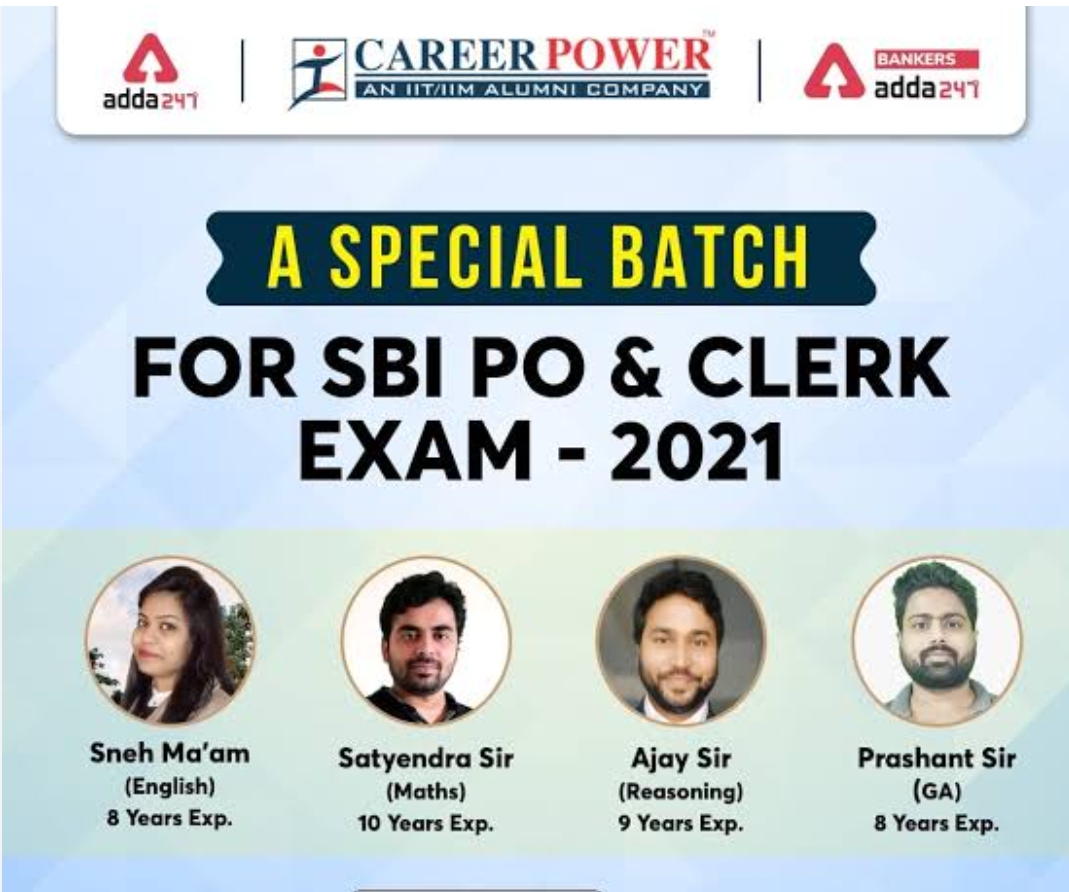 adda247
CAREER POWER™
AN IIT/IIM ALUMNI COMPANY
BANKERS
adda247
A SPECIAL BATCH
FOR SBI PO & CLERK
EXAM - 2021
Sneh Ma'am
(English)
8 Years Exp.
Satyendra Sir
(Maths)
10 Years Exp.
Ajay Sir
(Reasoning)
9 Years Exp.
Prashant Sir
(GA)
8 Years Exp.